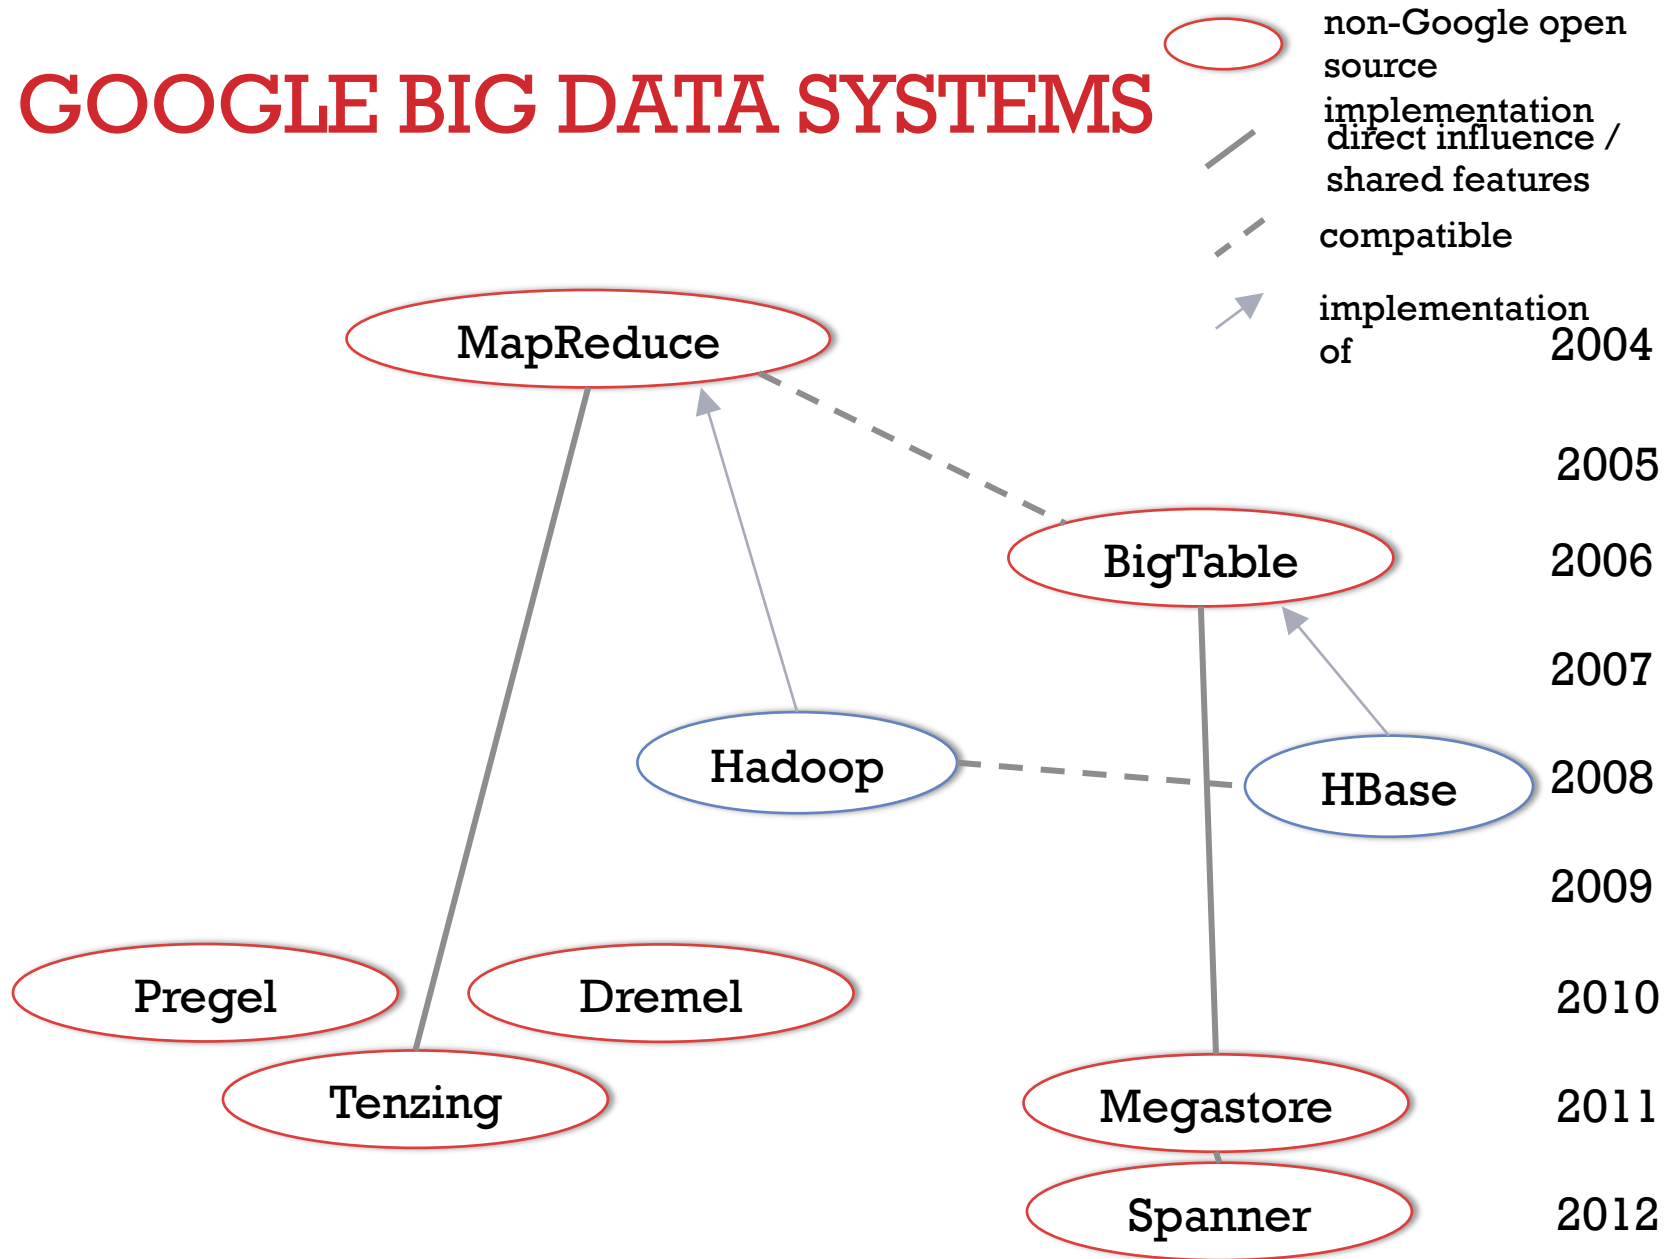 GOOGLE BIG DATA SYSTEMS
non-Google open
source
implementation
direct influence /
shared features
compatible
implementation
of
2004
MapReduce
2005
BigTable
2006
2007
Hadoop
HBase
2008
2009
Pregel
Dremel
2010
Tenzing
Megastore
2011
Spanner
2012